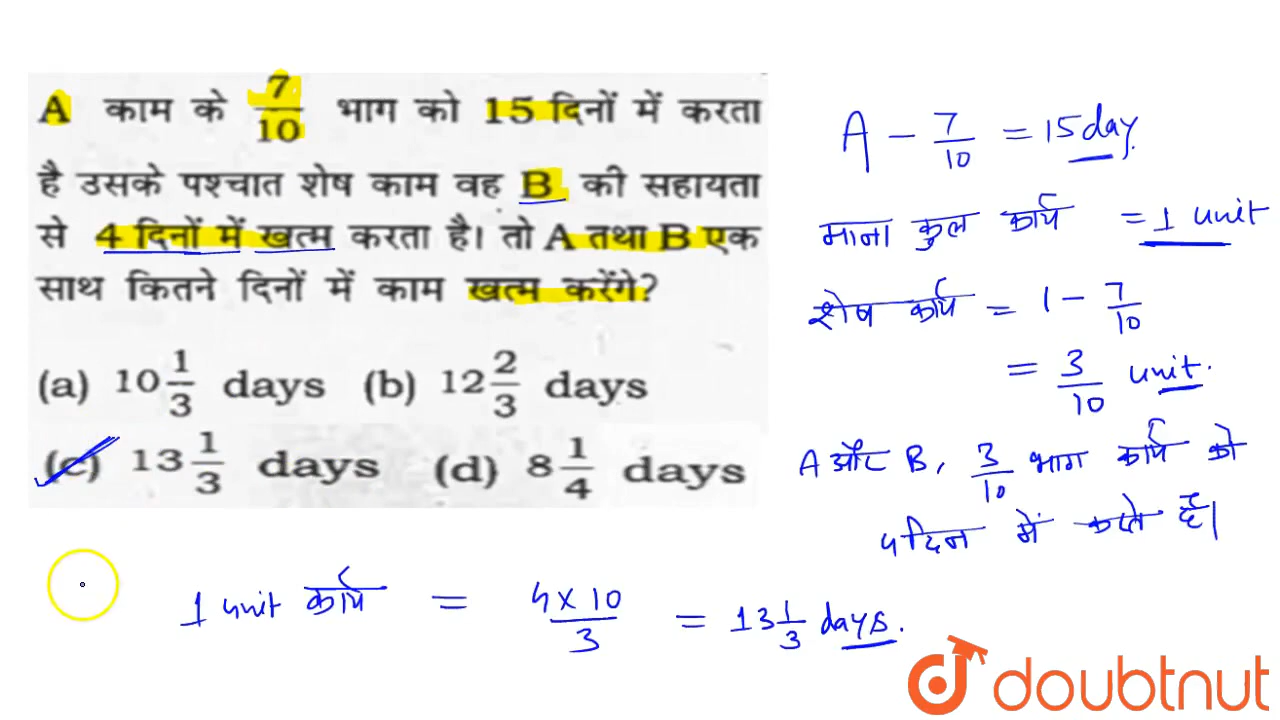 A काम के 7/10 भाग को 15 दिनों में करता
है उसके पश्चात शेष काम वह B की सहायता
से 4 दिनों में खत्म करता है। तो A तथा B एक
साथ कितने दिनों में काम खत्म करेंगे?
(a) 10 1/3 days (b) 12 2/3 days
(c) 13 1/3 days (d) 8 1/4 days
A - 7/10 = 15 day.
माना कुल कार्य = 1 unit
शेष कार्य = 1 - 7/10
= 3/10 unit.
A और B, 3/10 भाग कार्य को
4 दिन में करते हैं।
1 unit कार्य = 4 x 10/3 = 13 1/3 days.
doubtnut